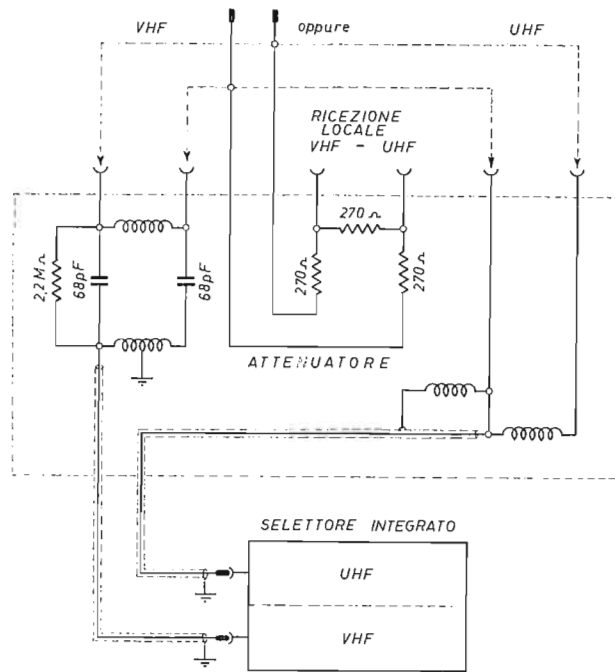 VHF
oppure
UHF
RICEZIONE
LOCALE
VHF - UHF
270 Ω
2,2 MΩ
68pF
68pF
270 Ω
270 Ω
ATTENUATORE
SELETTORE INTEGRATO
UHF
VHF